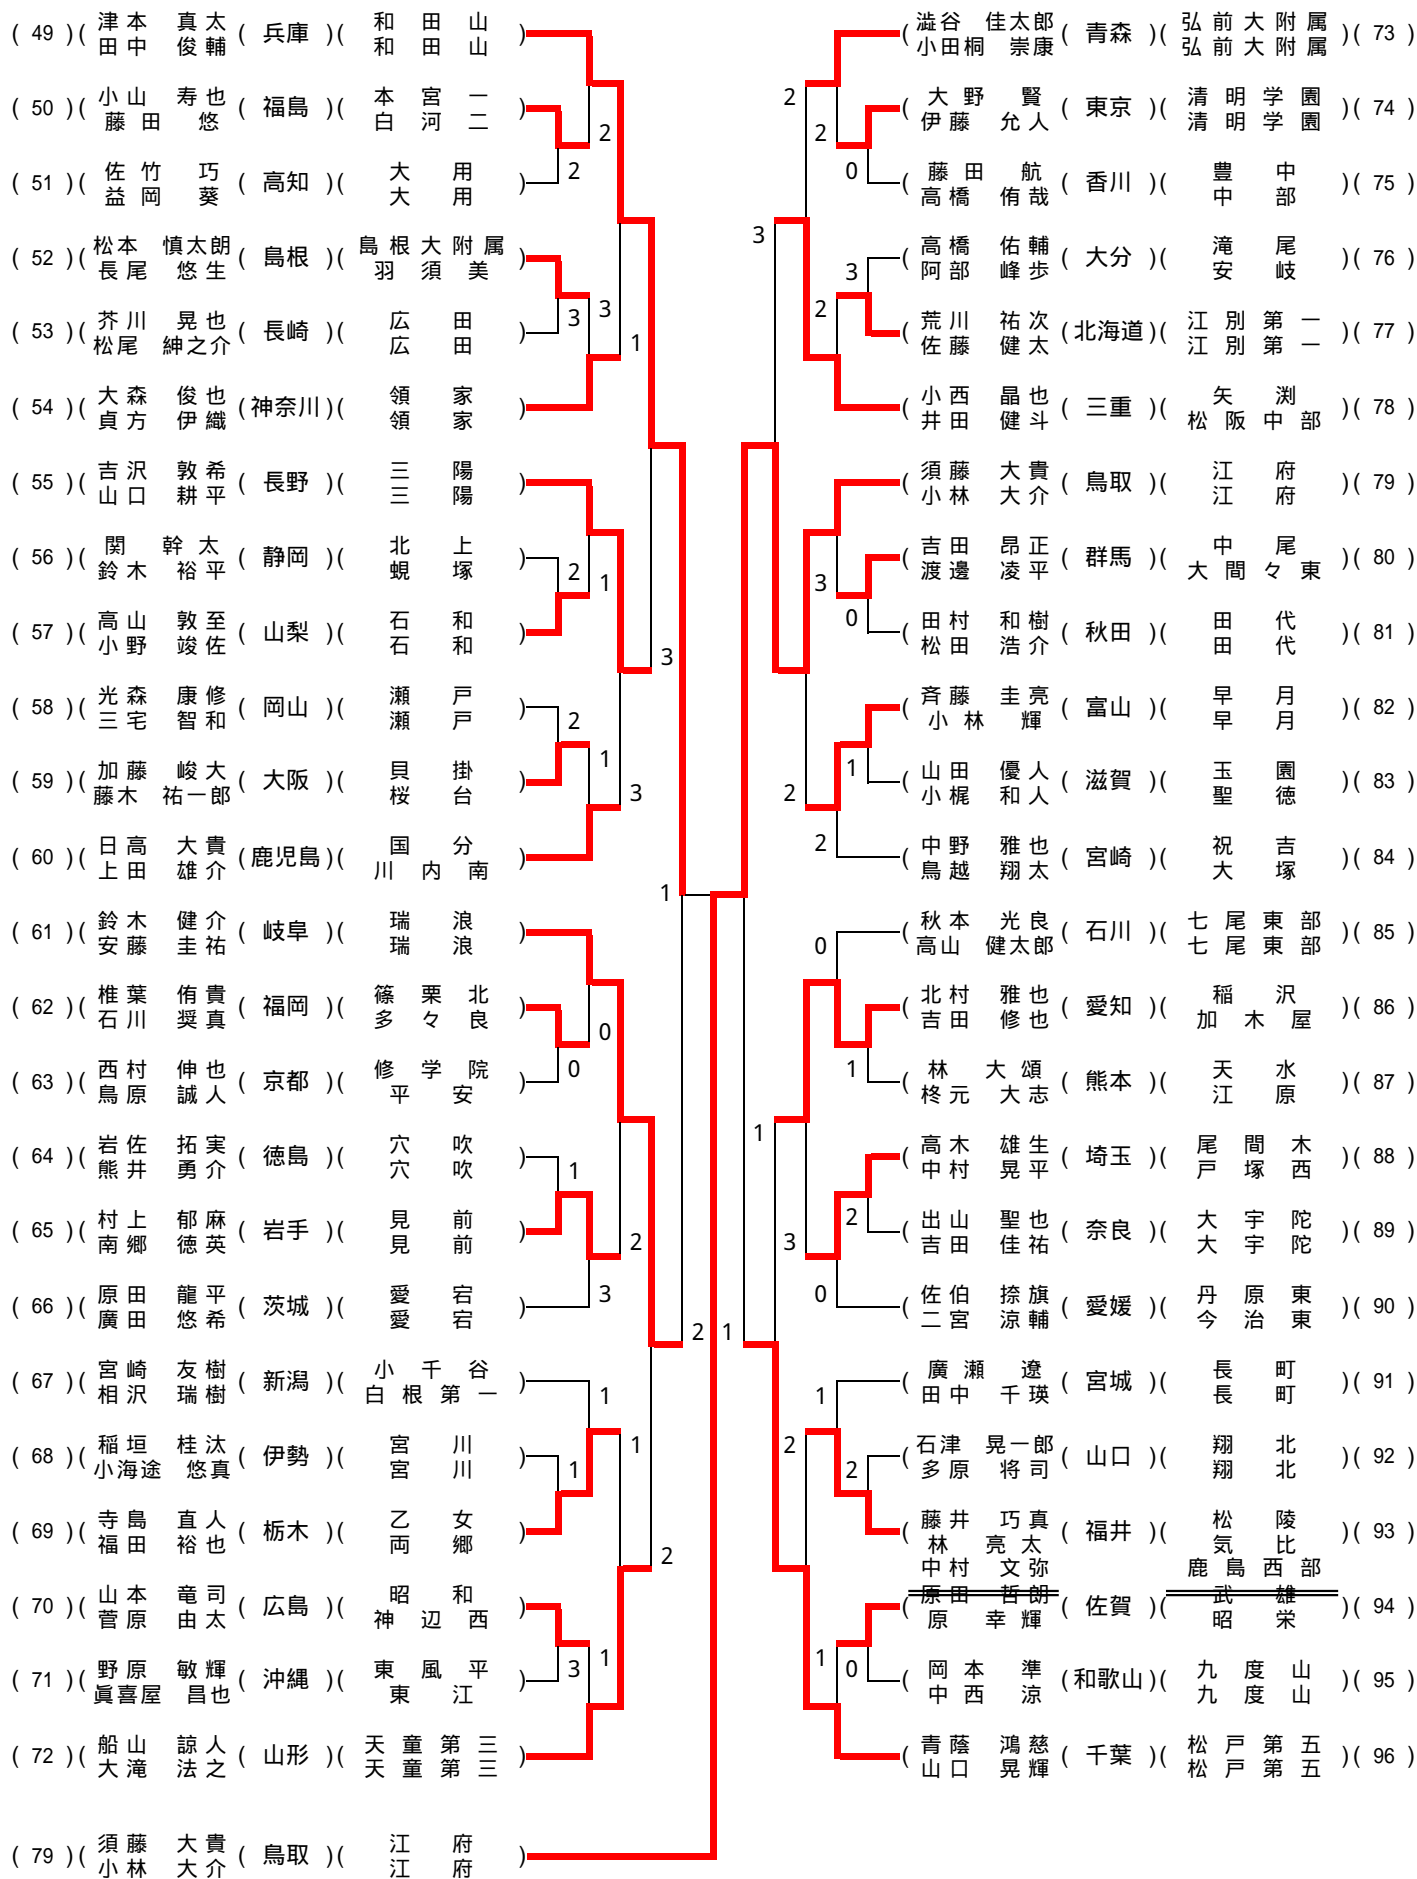 (49)(津本 真太 田中 俊輔(兵庫)(和田山 和田山)
(50)(小山 寿也 藤田 悠(福島)(本宮一 白河二)
(51)(佐竹 巧 益岡 葵(高知)(大用 大用)
(52)(松本 慎太朗 長尾 悠生(島根)(島根大附属 羽須美)
(53)(芥川 晃也 松尾 紳之介(長崎)(広田 広田)
(54)(大森 俊也 貞方 伊織(神奈川)(領家 領家)
(55)(吉沢 敦希 山口 耕平(長野)(三陽 三陽)
(56)(関 幹太 鈴木 裕平(静岡)(北上 蜆塚)
(57)(高山 敦至 小野 竣佐(山梨)(石和 石和)
(58)(光森 康修 三宅 智和(岡山)(瀬戸 瀬戸)
(59)(加藤 峻大 藤木 祐一郎(大阪)(貝掛 桜台)
(60)(日高 大貴 上田 雄介(鹿児島)(国分 川内南)
(61)(鈴木 健介 安藤 圭祐(岐阜)(瑞浪 瑞浪)
(62)(椎葉 侑貴 石川 奨真(福岡)(篠栗北 多々良)
(63)(西村 伸也 鳥原 誠人(京都)(修学院 平安)
(64)(岩佐 拓実 熊井 勇介(徳島)(穴吹 穴吹)
(65)(村上 郁麻 南郷 徳英(岩手)(見前 見前)
(66)(原田 龍平 廣田 悠希(茨城)(愛宕 愛宕)
(67)(宮崎 友樹 相沢 瑞樹(新潟)(小千谷 白根第一)
(68)(稲垣 桂汰 小海途 悠真(伊勢)(宮川 宮川)
(69)(寺島 直人 福田 裕也(栃木)(乙女 両郷)
(70)(山本 竜司 菅原 由太(広島)(昭和 神辺西)
(71)(野原 敏輝 眞喜屋 昌也(沖縄)(東風平 東江)
(72)(船山 諒人 大滝 法之(山形)(天童第三 天童第三)
(79)(須藤 大貴 小林 大介(鳥取)(江府 江府)
2
2
3
3
1
2
1
3
2
1
3
1
0
0
1
2
3
2
1
1
1
2
3
1
1
2
2
0
3
3
2
3
0
2
1
2
0
1
1
2
3
0
1
2
2
1
0
(澁谷 佳太郎 小田桐 崇康(青森)(弘前大附属 弘前大附属)(73)
(大野 賢 伊藤 允人(東京)(清明学園 清明学園)(74)
(藤田 航 高橋 侑哉(香川)(豊中 中部)(75)
(高橋 佑輔 阿部 峰歩(大分)(滝尾 安岐)(76)
(荒川 祐次 佐藤 健太(北海道)(江別第一 江別第一)(77)
(小西 晶也 井田 健斗(三重)(矢渕 松阪中部)(78)
(須藤 大貴 小林 大介(鳥取)(江府 江府)(79)
(吉田 昂正 渡邊 凌平(群馬)(中尾 大間々東)(80)
(田村 和樹 松田 浩介(秋田)(田代 田代)(81)
(斉藤 圭亮 小林 輝(富山)(早月 早月)(82)
(山田 優人 小梶 和人(滋賀)(玉園 聖徳)(83)
(中野 雅也 鳥越 翔太(宮崎)(祝吉 大塚)(84)
(秋本 光良 高山 健太郎(石川)(七尾東部 七尾東部)(85)
(北村 雅也 吉田 修也(愛知)(稲沢 加木屋)(86)
(林 大頌 柊元 大志(熊本)(天水 江原)(87)
(高木 雄生 中村 晃平(埼玉)(尾間木 戸塚西)(88)
(出山 聖也 吉田 佳祐(奈良)(大宇陀 大宇陀)(89)
(佐伯 捺旗 二宮 涼輔(愛媛)(丹原東 今治東)(90)
(廣瀬 遼 田中 千瑛(宮城)(長町 長町)(91)
(石津 晃一郎 多原 将司(山口)(翔北 翔北)(92)
(藤井 巧真 林 亮太(福井)(松陵 気比)(93)
中村 文弥 鹿島西部
(原田 哲朗 原 幸輝(佐賀)(武雄 昭栄)(94)
(岡本 準 中西 涼(和歌山)(九度山 九度山)(95)
(青蔭 鴻慈 山口 晃輝(千葉)(松戸第五 松戸第五)(96)